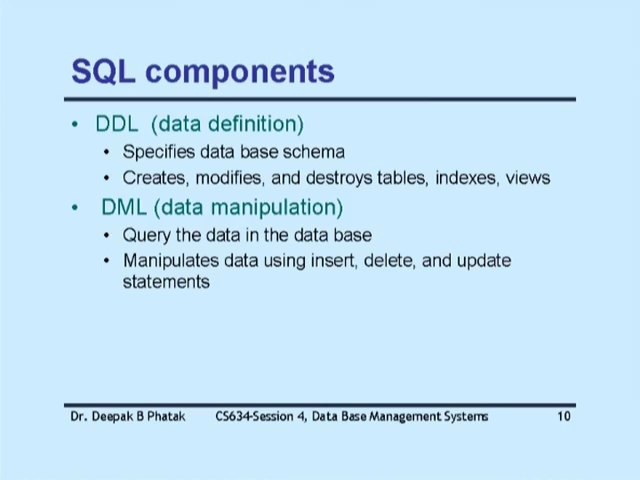 SQL components
• DDL (data definition)
• Specifies data base schema
• Creates, modifies, and destroys tables, indexes, views
• DML (data manipulation)
• Query the data in the data base
• Manipulates data using insert, delete, and update
statements
Dr. Deepak B Phatak CS634-Session 4, Data Base Management Systems 10